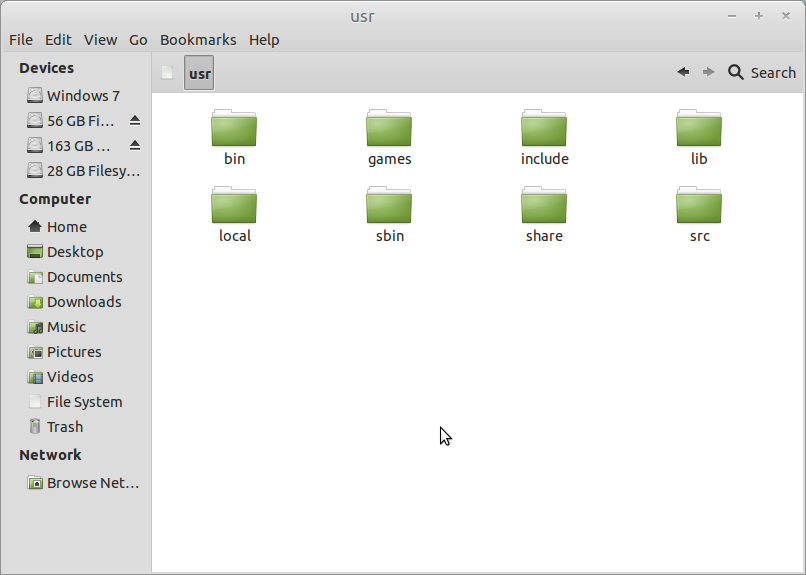 usr
File Edit View Go Bookmarks Help
Devices
Windows 7
56 GB Fi...
163 GB ...
28 GB Filesy...
Computer
Home
Desktop
Documents
Downloads
Music
Pictures
Videos
File System
Trash
Network
Browse Net...
usr
Search
bin games include lib
local sbin share src